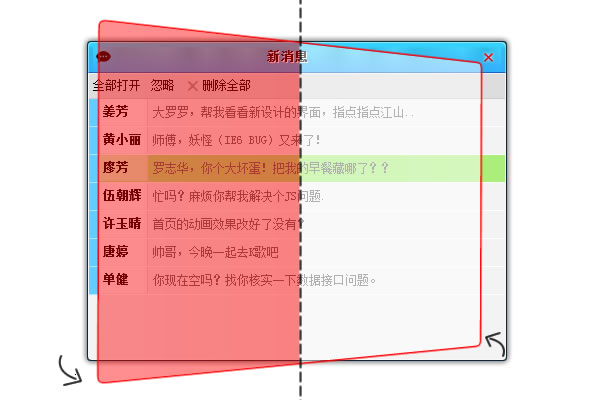 新消息
全部打开 忽略 删除全部
姜芳 大罗罗，帮我看看新设计的界面，指点指点江山..
黄小丽 师傅，妖怪（IE6 BUG）又来了！
廖芳 罗志华，你个大坏蛋！把我的早餐藏哪了？？
伍朝辉 忙吗？麻烦你帮我解决个JS问题.
许玉晴 首页的动画效果改好了没有？
唐婷 帅哥，今晚一起去K歌吧
单健 你现在空吗？找你核实一下数据接口问题。